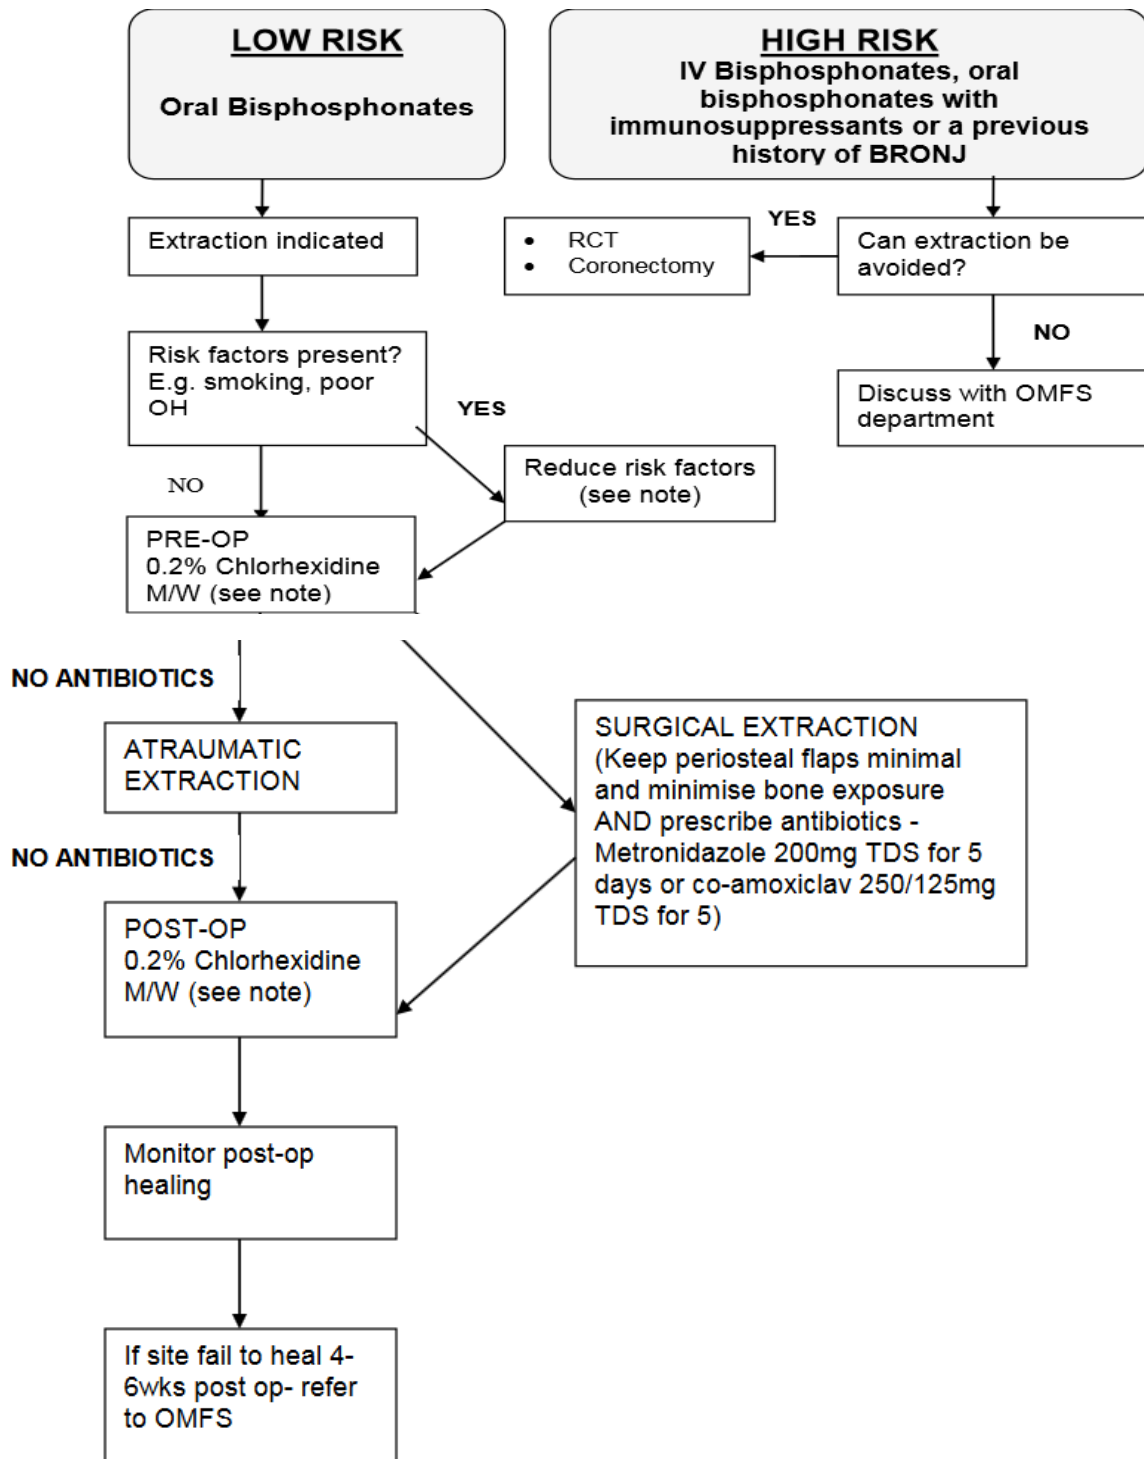 LOW RISK
Oral Bisphosphonates
HIGH RISK
IV Bisphosphonates, oral
bisphosphonates with
immunosuppressants or a previous
history of BRONJ
Extraction indicated
YES
• RCT
• Coronectomy
Can extraction be
avoided?
NO
Discuss with OMFS
department
Risk factors present?
E.g. smoking, poor
OH
YES
Reduce risk factors
(see note)
NO
PRE-OP
0.2% Chlorhexidine
M/W (see note)
NO ANTIBIOTICS
ATRAUMATIC
EXTRACTION
SURGICAL EXTRACTION
(Keep periosteal flaps minimal
and minimise bone exposure
AND prescribe antibiotics -
Metronidazole 200mg TDS for 5
days or co-amoxiclav 250/125mg
TDS for 5)
NO ANTIBIOTICS
POST-OP
0.2% Chlorhexidine
M/W (see note)
Monitor post-op
healing
If site fail to heal 4-
6wks post op- refer
to OMFS